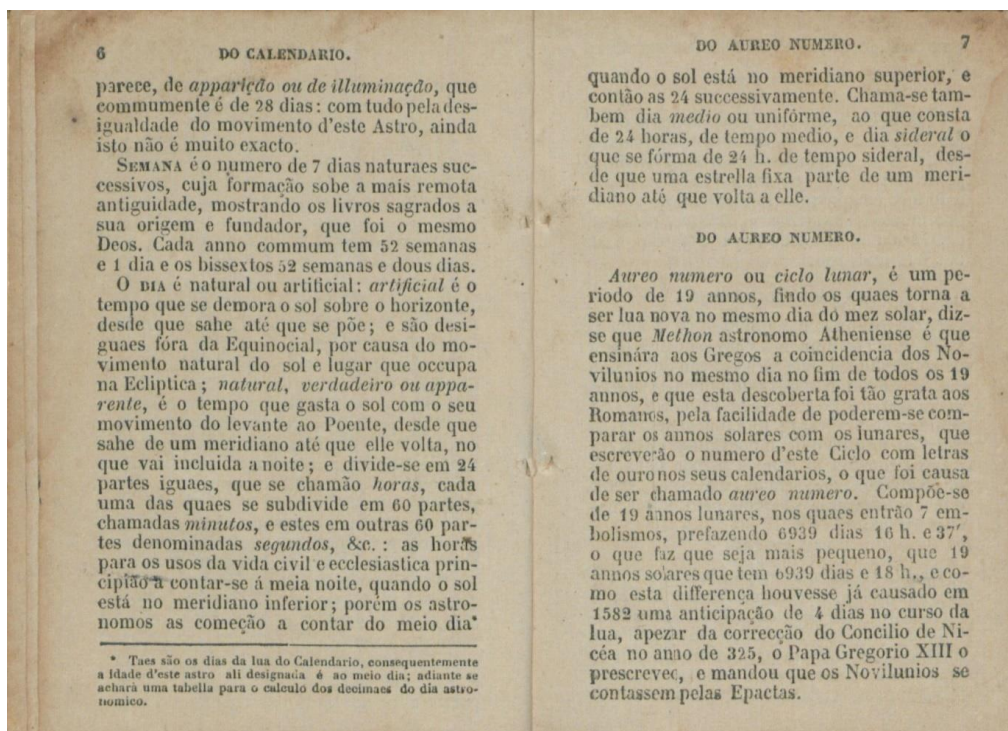 6 DO CALENDARIO.
parece, de apparição ou de illuminação, que
commumente é de 28 dias: com tudo pela des-
igualdade do movimento d'este Astro, ainda
isto não é muito exacto.
SEMANA é o numero de 7 dias naturaes suc-
cessivos, cuja formação sobe a mais remota
antiguidade, mostrando os livros sagrados a
sua origem e fundador, que foi o mesmo
Deos. Cada anno commum tem 52 semanas
e 1 dia e os bissextos 52 semanas e dous dias.
O DIA é natural ou artificial: artificial é o
tempo que se demora o sol sobre o horizonte,
desde que sahe até que se põe; e são desi-
guaes fóra da Equinocial, por causa do mo-
vimento natural do sol e lugar que occupa
na Ecliptica; natural, verdadeiro ou appa-
rente, é o tempo que gasta o sol com o seu
movimento do levante ao Poente, desde que
sahe de um meridiano até que elle volta, no
que vai incluida a noite; e divide-se em 24
partes iguaes, que se chamão horas, cada
uma das quaes se subdivide em 60 partes,
chamadas minutos, e estes em outras 60 par-
tes denominadas segundos, &c.: as horas
para os usos da vida civil e ecclesiastica prin-
cipião a contar-se á meia noite, quando o sol
está no meridiano inferior; porém os astro-
nomos as começão a contar do meio dia*
* Taes são os dias da lua do Calendario, consequentemente
a Idade d'este astro ali designada é ao meio dia; adiante se
achará uma tabella para o calculo dos decimaes do dia astro-
nomico.
DO AUREO NUMERO. 7
quando o sol está no meridiano superior, e
contão as 24 successivamente. Chama-se tam-
bem dia medio ou unifórme, ao que consta
de 24 horas, de tempo medio, e dia sideral o
que se fórma de 24 h. de tempo sideral, des-
de que uma estrella fixa parte de um meri-
diano até que volta a elle.
DO AUREO NUMERO.
Aureo numero ou ciclo lunar, é um pe-
riodo de 19 annos, findo os quaes torna a
ser lua nova no mesmo dia do mez solar, diz-
se que Methon astronomo Atheniense é que
ensinára aos Gregos a coincidencia dos No-
vilunios no mesmo dia no fim de todos os 19
annos, e que esta descoberta foi tão grata aos
Romanos, pela facilidade de poderem-se com-
parar os annos solares com os lunares, que
escreverão o numero d'este Ciclo com letras
de ouro nos seus calendarios, o que foi causa
de ser chamado aureo numero. Compõe-se
de 19 annos lunares, nos quaes entrão 7 em-
bolismos, prefazendo 6939 dias 16 h. e 37',
o que faz que seja mais pequeno, que 19
annos solares que tem 6939 dias e 18 h., e co-
mo esta differença houvesse já causado em
1582 uma anticipação de 4 dias no curso da
lua, apezar da correcção do Concilio de Ni-
céa no anno de 325, o Papa Gregorio XIII o
prescrevec, e mandou que os Novilunios se
contassem pelas Epactas.